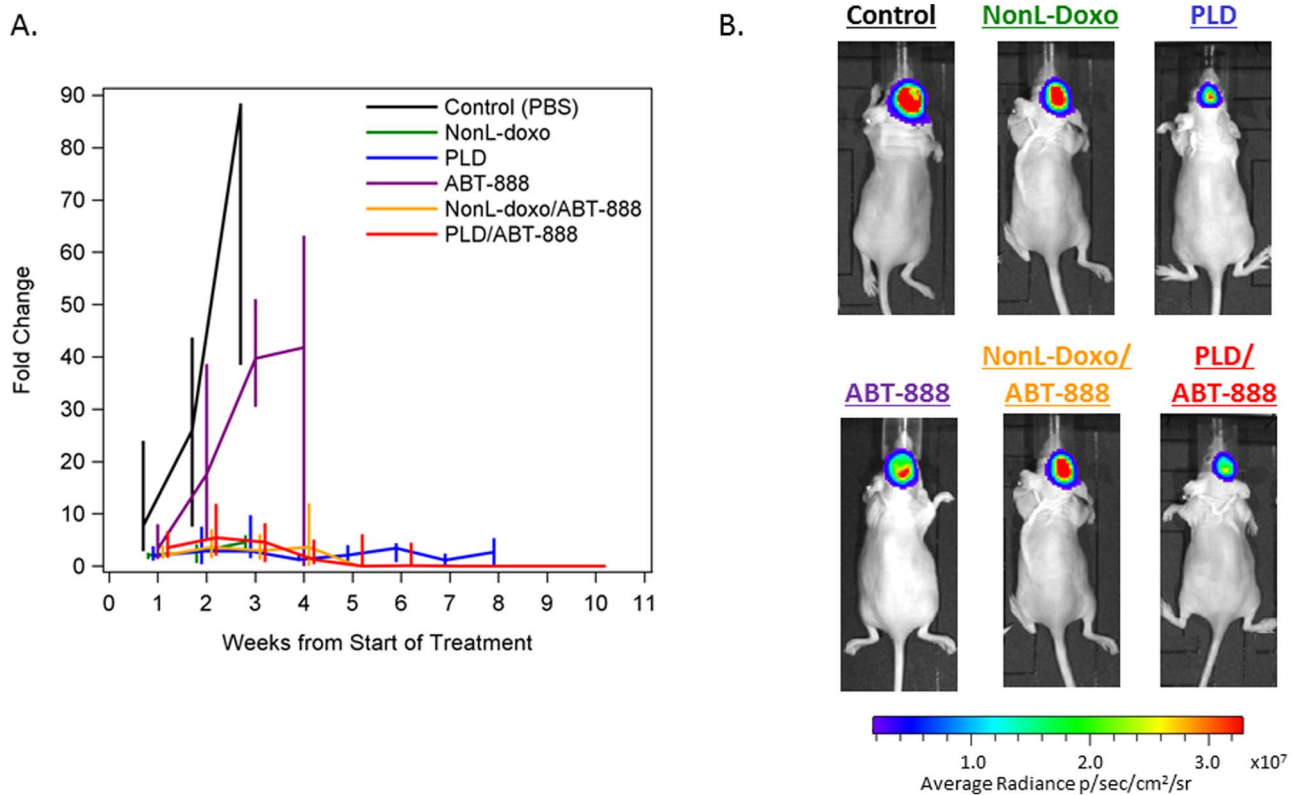 A.
90
80
70
60
50
40
30
20
10
0
Fold Change
0 1 2 3 4 5 6 7 8 9 10 11
Weeks from Start of Treatment
Control (PBS)
NonL-doxo
PLD
ABT-888
NonL-doxo/ABT-888
PLD/ABT-888
B.
Control NonL-Doxo PLD
ABT-888 NonL-Doxo/ ABT-888 PLD/ ABT-888
1.0 2.0 3.0 x10⁷
Average Radiance p/sec/cm²/sr